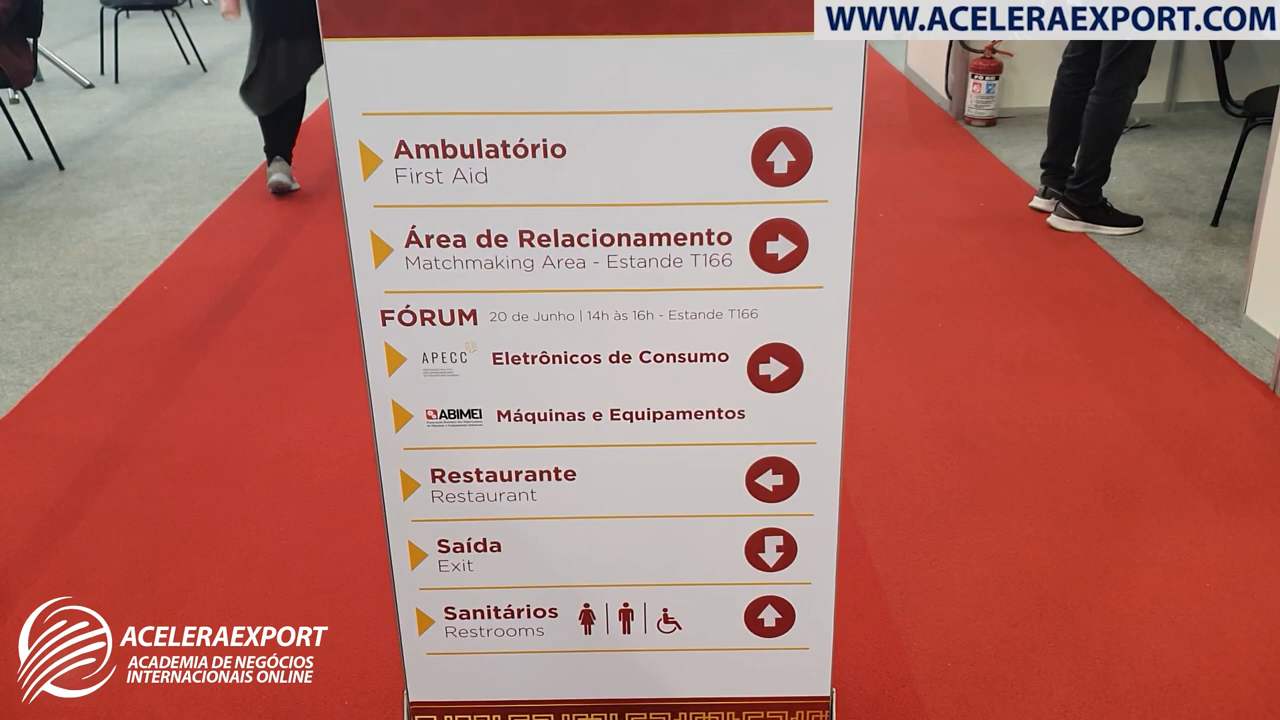 WWW.ACELERAEXPORT.COM
Ambulatório
First Aid
Área de Relacionamento
Matchmaking Area - Estande T166
FÓRUM 20 de Junho | 14h às 16h - Estande T166
APECC Eletrônicos de Consumo
ABIMEI Máquinas e Equipamentos
Restaurante
Restaurant
Saída
Exit
Sanitários
Restrooms
ACELERAEXPORT
ACADEMIA DE NEGÓCIOS
INTERNACIONAIS ONLINE